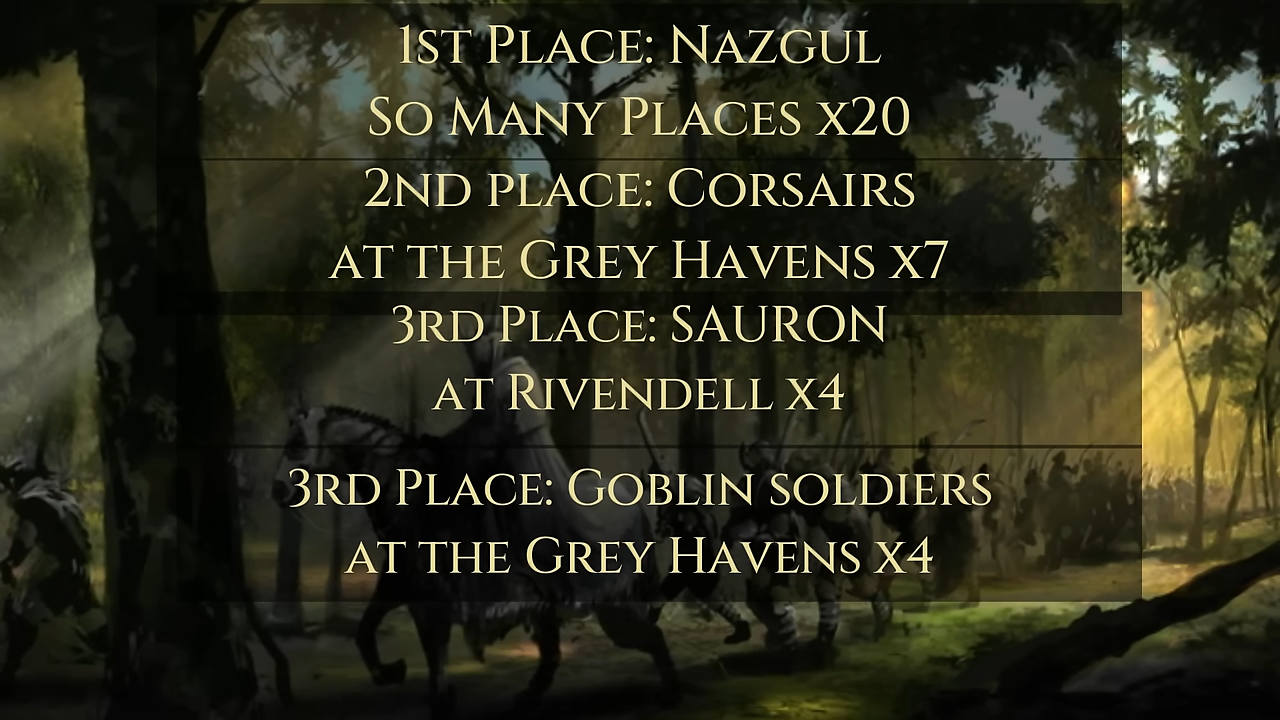 1st Place: Nazgul
So Many Places x20
2nd place: Corsairs
at the Grey Havens x7
3rd Place: SAURON
at Rivendell x4
3rd Place: Goblin soldiers
at the Grey Havens x4